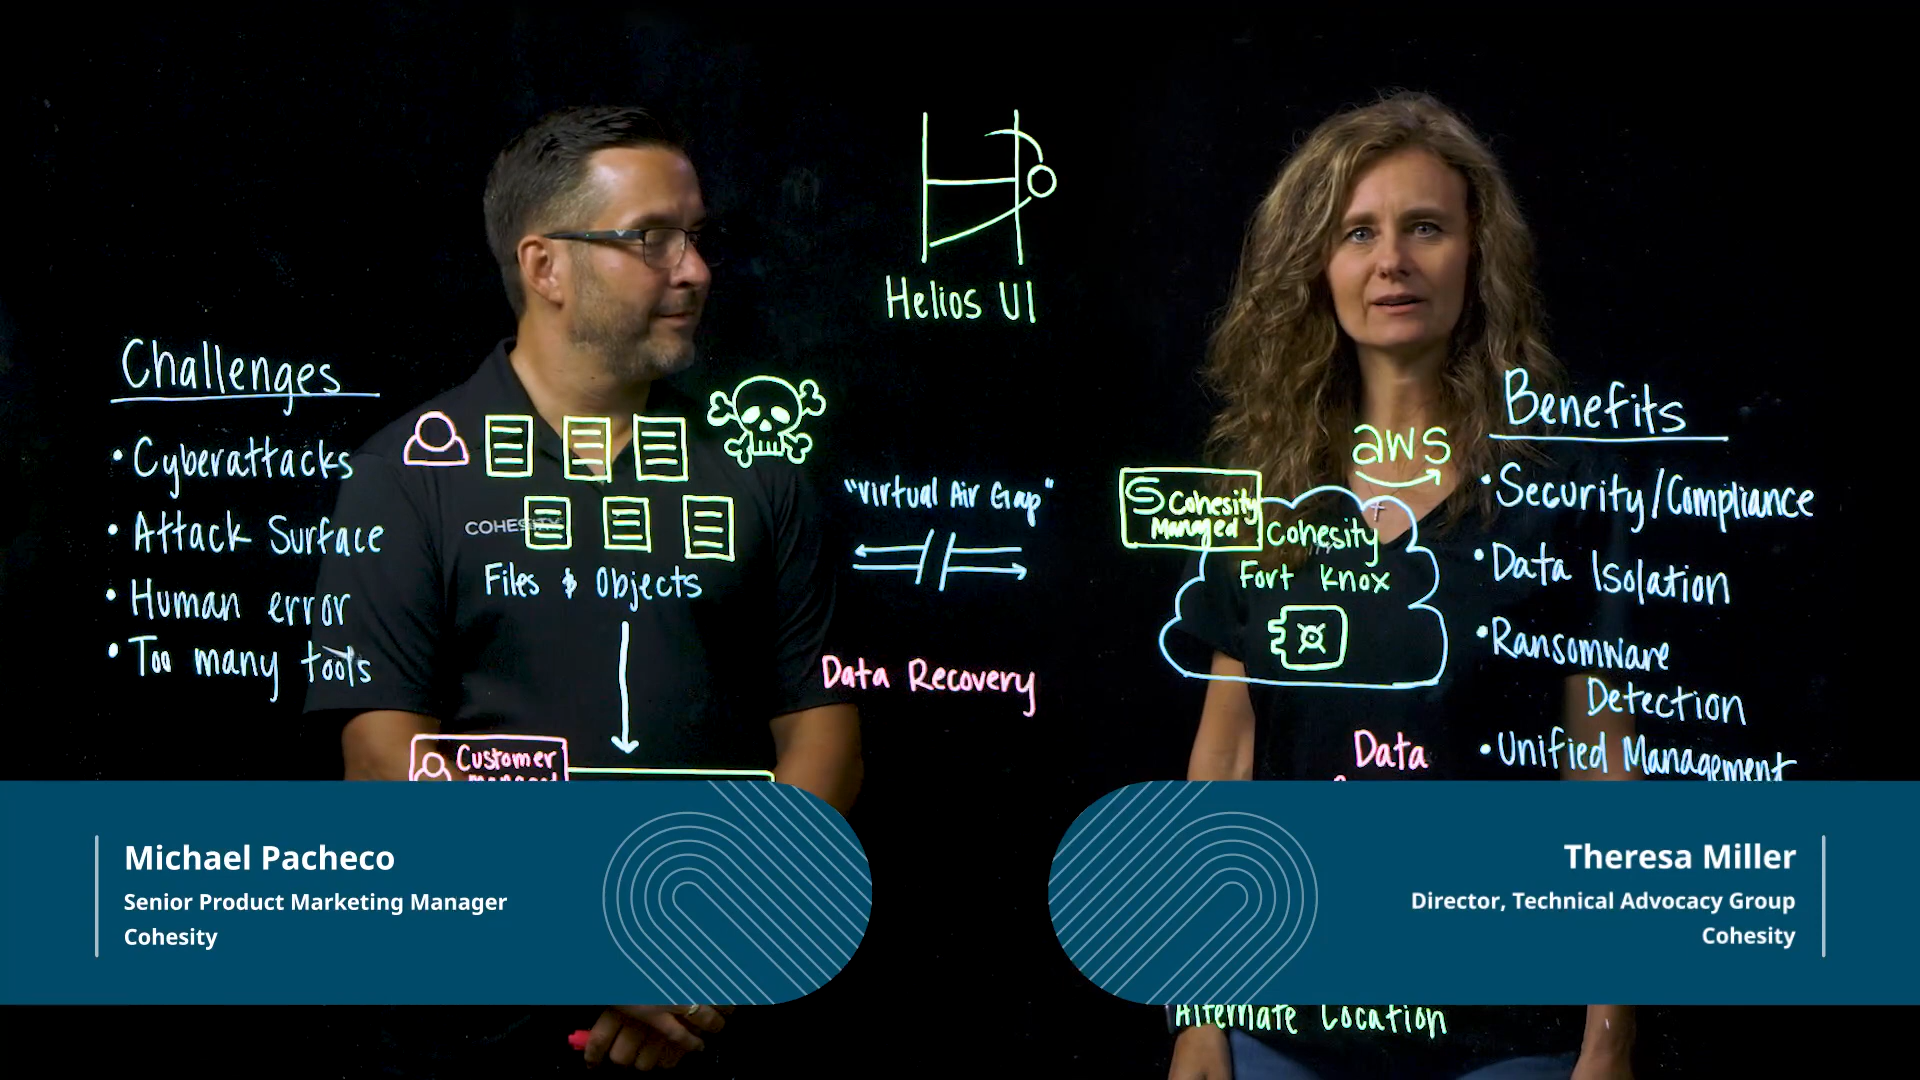 Helios UI
Challenges
• Cyberattacks
• Attack Surface
• Human error
• Too many tools
COHESITY
Files & Objects
Customer
managed
"Virtual Air Gap"
Data Recovery
aws
Cohesity
Managed
Cohesity
Fort Knox
Data
Benefits
• Security/Compliance
• Data Isolation
• Ransomware
Detection
• Unified Management
Michael Pacheco
Senior Product Marketing Manager
Cohesity
Theresa Miller
Director, Technical Advocacy Group
Cohesity
Alternate Location